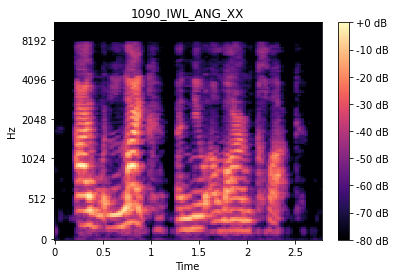 1090_IWL_ANG_XX
+0 dB
8192
-10 dB
4096
-20 dB
-30 dB
2048
-40 dB
Hz
1024
-50 dB
512
-60 dB
-70 dB
0
-80 dB
0 0.5 1 1.5 2 2.5
Time